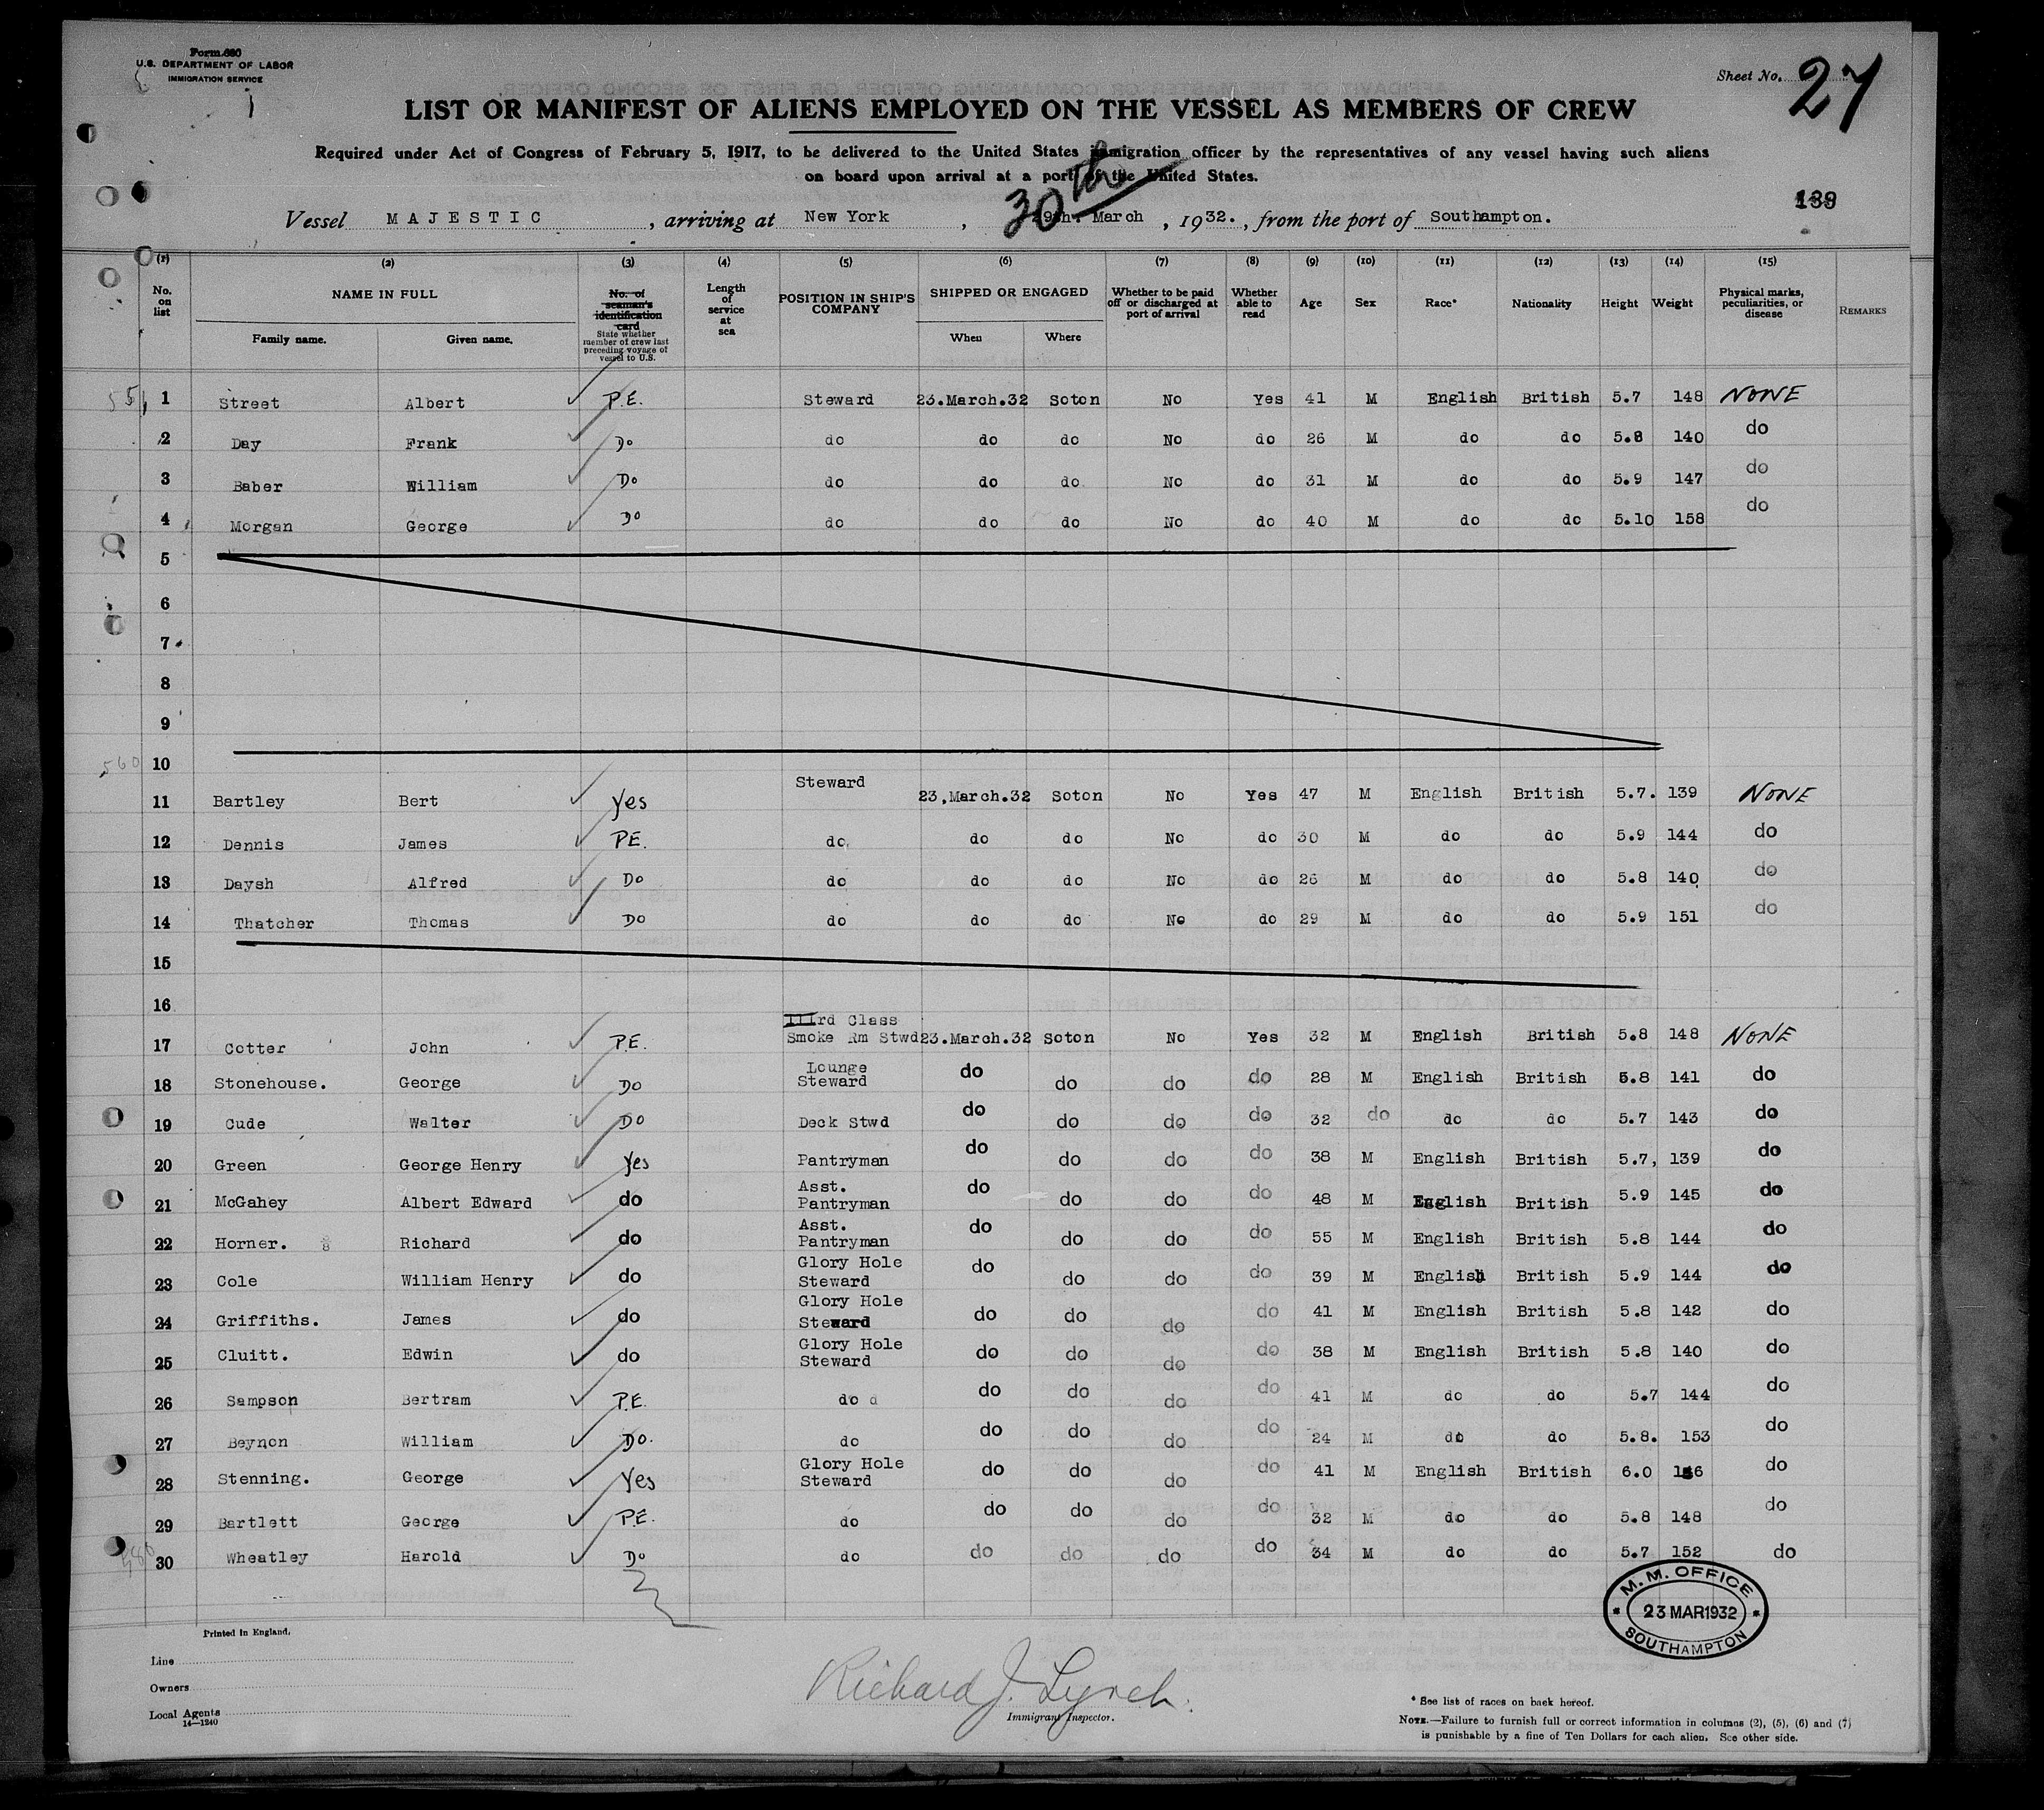 Form 680
U.S. DEPARTMENT OF LABOR
IMMIGRATION SERVICE
Sheet No. 27
LIST OR MANIFEST OF ALIENS EMPLOYED ON THE VESSEL AS MEMBERS OF CREW
Required under Act of Congress of February 5, 1917, to be delivered to the United States immigration officer by the representatives of any vessel having such aliens
on board upon arrival at a port of the United States.
139
Vessel MAJESTIC, arriving at New York, 30th 29th. March, 1932., from the port of Southampton.
(1) (2) (3) (4) (5) (6) (7) (8) (9) (10) (11) (12) (13) (14) (15)
No. on list NAME IN FULL Family name. Given name. No. of seaman's identification card State whether member of crew last preceding voyage of vessel to U.S. Length of service at sea POSITION IN SHIP'S COMPANY SHIPPED OR ENGAGED When Where Whether to be paid off or discharged at port of arrival Whether able to read Age Sex Race* Nationality Height Weight Physical marks, peculiarities, or disease REMARKS
1 Street Albert P.E. Steward 23.March.32 Soton No Yes 41 M English British 5.7 148 NONE
2 Day Frank Do do do do No do 26 M do do 5.8 140 do
3 Baber William Do do do do No do 31 M do do 5.9 147 do
4 Morgan George Do do do do No do 40 M do do 5.10 158 do
5
6
7
8
9
560 10
11 Bartley Bert Yes Steward 23,March.32 Soton No Yes 47 M English British 5.7. 139 NONE
12 Dennis James P.E. do do do No do 30 M do do 5.9 144 do
13 Daysh Alfred Do do do do No do 26 M do do 5.8 140 do
14 Thatcher Thomas Do do do do No do 29 M do do 5.9 151 do
15
16
17 Cotter John P.E. IIIrd Class Smoke Rm Stwd 23.March.32 Soton No Yes 32 M English British 5.8 148 NONE
18 Stonehouse. George Do Lounge Steward do do do do 28 M English British 5.8 141 do
19 Cude Walter Do Deck Stwd do do do do 32 do do do 5.7 143 do
20 Green George Henry Yes Pantryman do do do do 38 M English British 5.7, 139 do
21 McGahey Albert Edward do Asst. Pantryman do do do do 48 M English British 5.9 145 do
22 Horner. Richard do Asst. Pantryman do do do do 55 M English British 5.8 144 do
23 Cole William Henry do Glory Hole Steward do do do do 39 M English British 5.9 144 do
24 Griffiths. James do Glory Hole Steward do do do do 41 M English British 5.8 142 do
25 Cluitt. Edwin do Glory Hole Steward do do do do 38 M English British 5.8 140 do
26 Sampson Bertram P.E. do do do do do 41 M do do 5.7 144 do
27 Beynon William Do. do do do do do 24 M do do 5.8. 153 do
28 Stenning. George Yes Glory Hole Steward do do do do 41 M English British 6.0 do
29 Bartlett George P.E. do do do do do 32 M do do 5.8 148 do
30 Wheatley Harold Do do do do do do 34 M do do 5.7 152 do
M.M. OFFICE
23 MAR 1932
SOUTHAMPTON
Printed in England.
Line
Owners
Local Agents
14—1240
Richard J. Lynch.
Immigrant Inspector.
* See list of races on back hereof.
NOTE.—Failure to furnish full or correct information in columns (2), (5), (6) and (7)
is punishable by a fine of Ten Dollars for each alien. See other side.